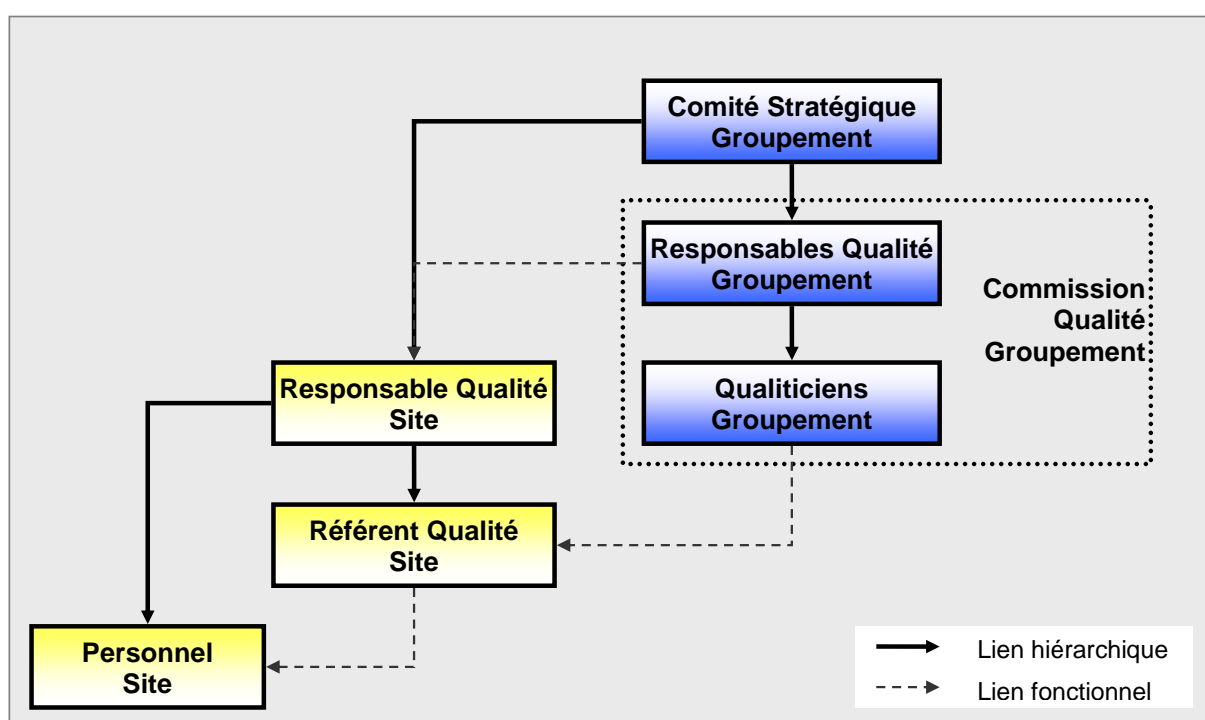 Comité Stratégique
Groupement
Responsables Qualité
Groupement
Commission
Qualité
Groupement
Responsable Qualité
Site
Qualiticiens
Groupement
Référent Qualité
Site
Personnel
Site
Lien hiérarchique
Lien fonctionnel